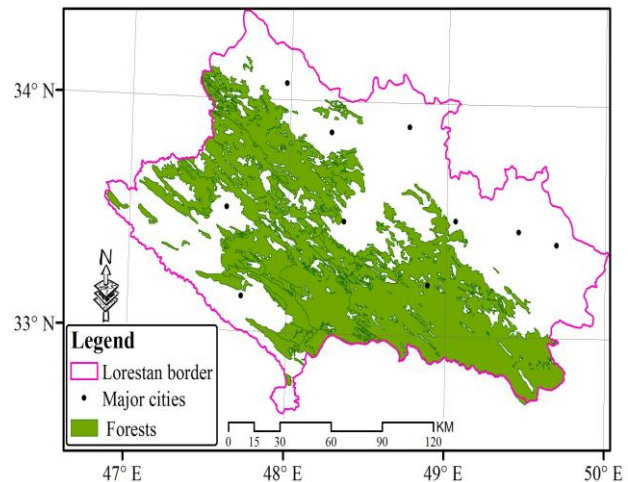 34° N
33° N
N
Legend
Lorestan border
Major cities
Forests
KM
0 15 30 60 90 120
47° E 48° E 49° E 50° E